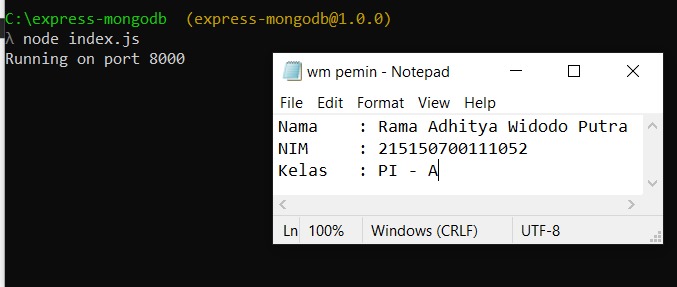 C:\express-mongodb (express-mongodb@1.0.0)
λ node index.js
Running on port 8000
wm pemin - Notepad
File Edit Format View Help
Nama : Rama Adhitya Widodo Putra
NIM : 215150700111052
Kelas : PI - A
Ln 100% Windows (CRLF) UTF-8